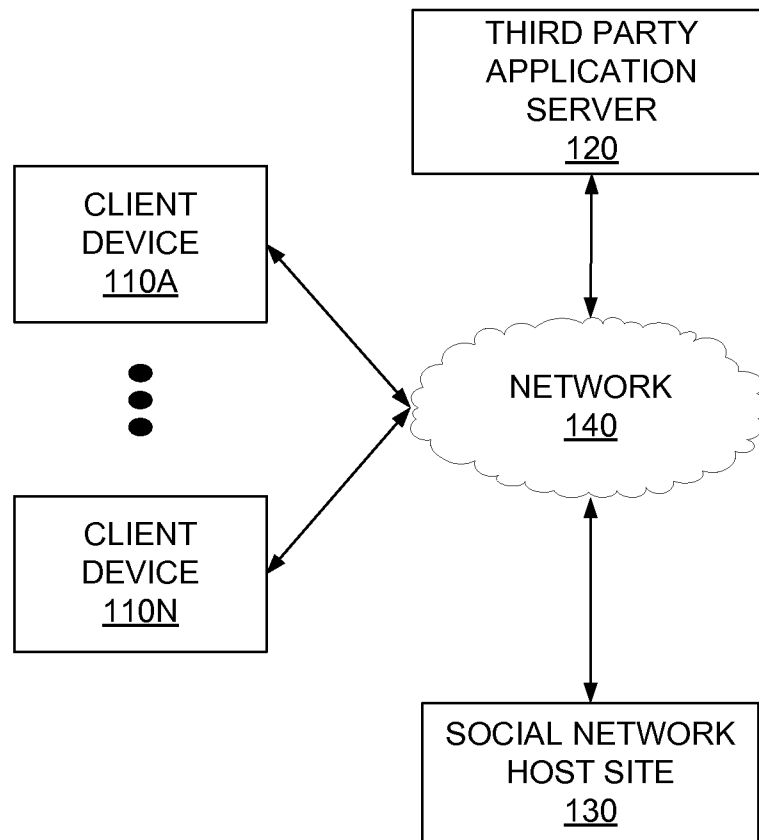 THIRD PARTY
APPLICATION
SERVER
120
CLIENT
DEVICE
110A
NETWORK
140
CLIENT
DEVICE
110N
SOCIAL NETWORK
HOST SITE
130